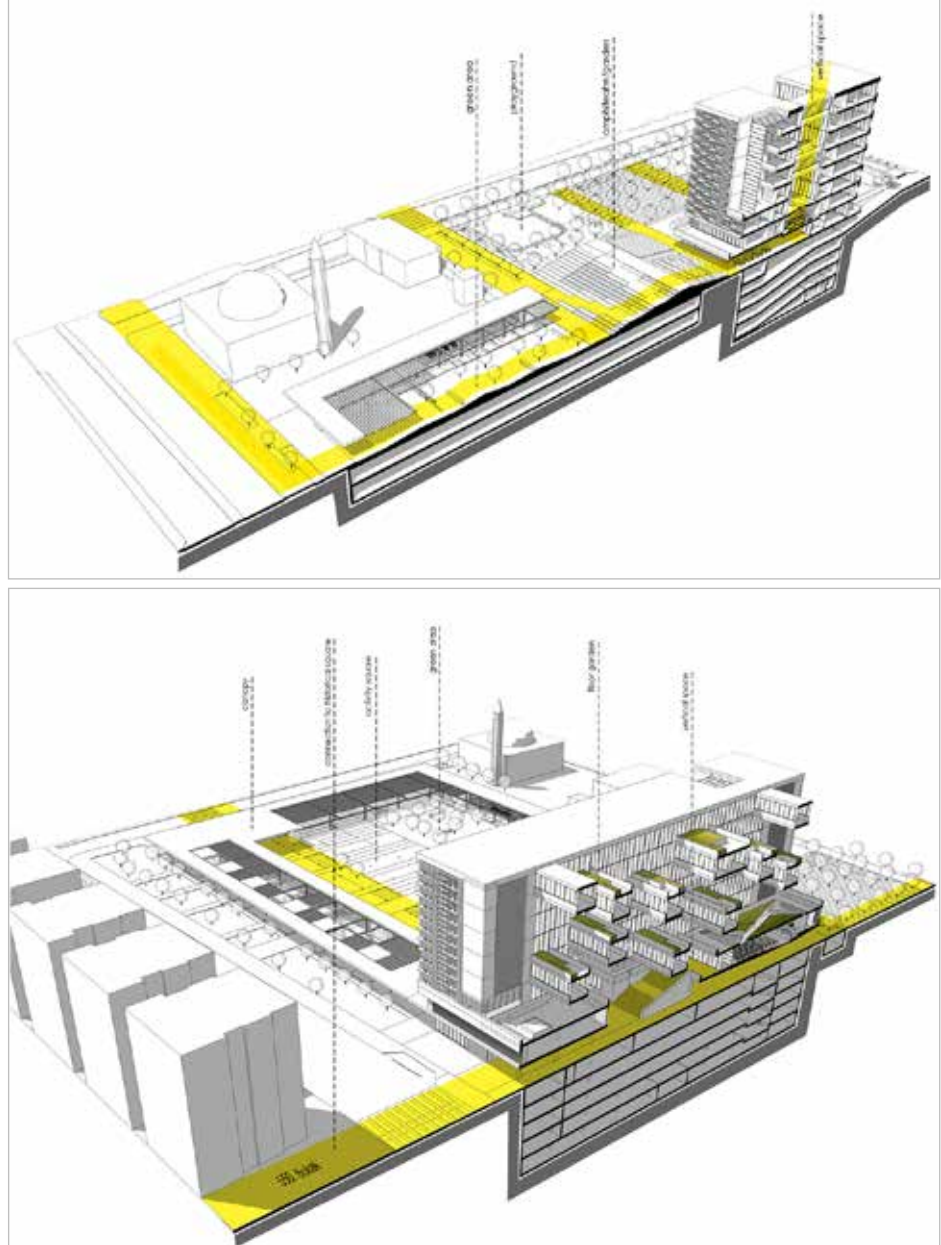 green area
playground
amphitheatre/garden
vertical space
canopy
connection to historical square
activity square
green area
floor garden
vertical space